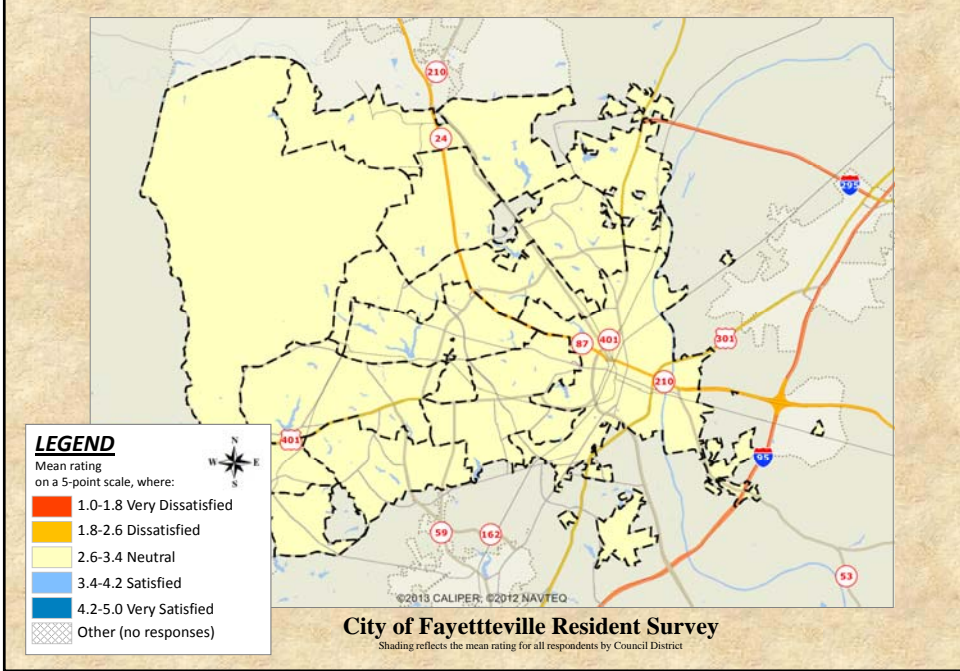 210
24
295
301
87
401
210
401
95
59
162
53
©2013 CALIPER; ©2012 NAVTEQ
LEGEND
Mean rating
on a 5-point scale, where:
N
W E
S
1.0-1.8 Very Dissatisfied
1.8-2.6 Dissatisfied
2.6-3.4 Neutral
3.4-4.2 Satisfied
4.2-5.0 Very Satisfied
Other (no responses)
City of Fayettteville Resident Survey
Shading reflects the mean rating for all respondents by Council District